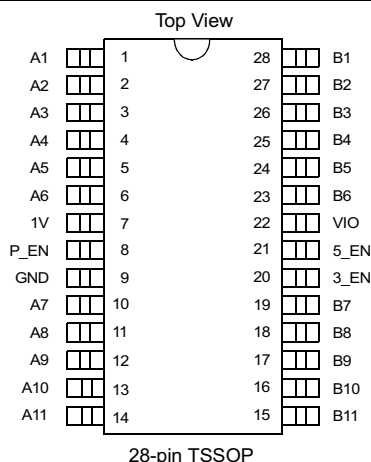 Top View
A1 1 28 B1
A2 2 27 B2
A3 3 26 B3
A4 4 25 B4
A5 5 24 B5
A6 6 23 B6
1V 7 22 VIO
P_EN 8 21 5_EN
GND 9 20 3_EN
A7 10 19 B7
A8 11 18 B8
A9 12 17 B9
A10 13 16 B10
A11 14 15 B11
28-pin TSSOP